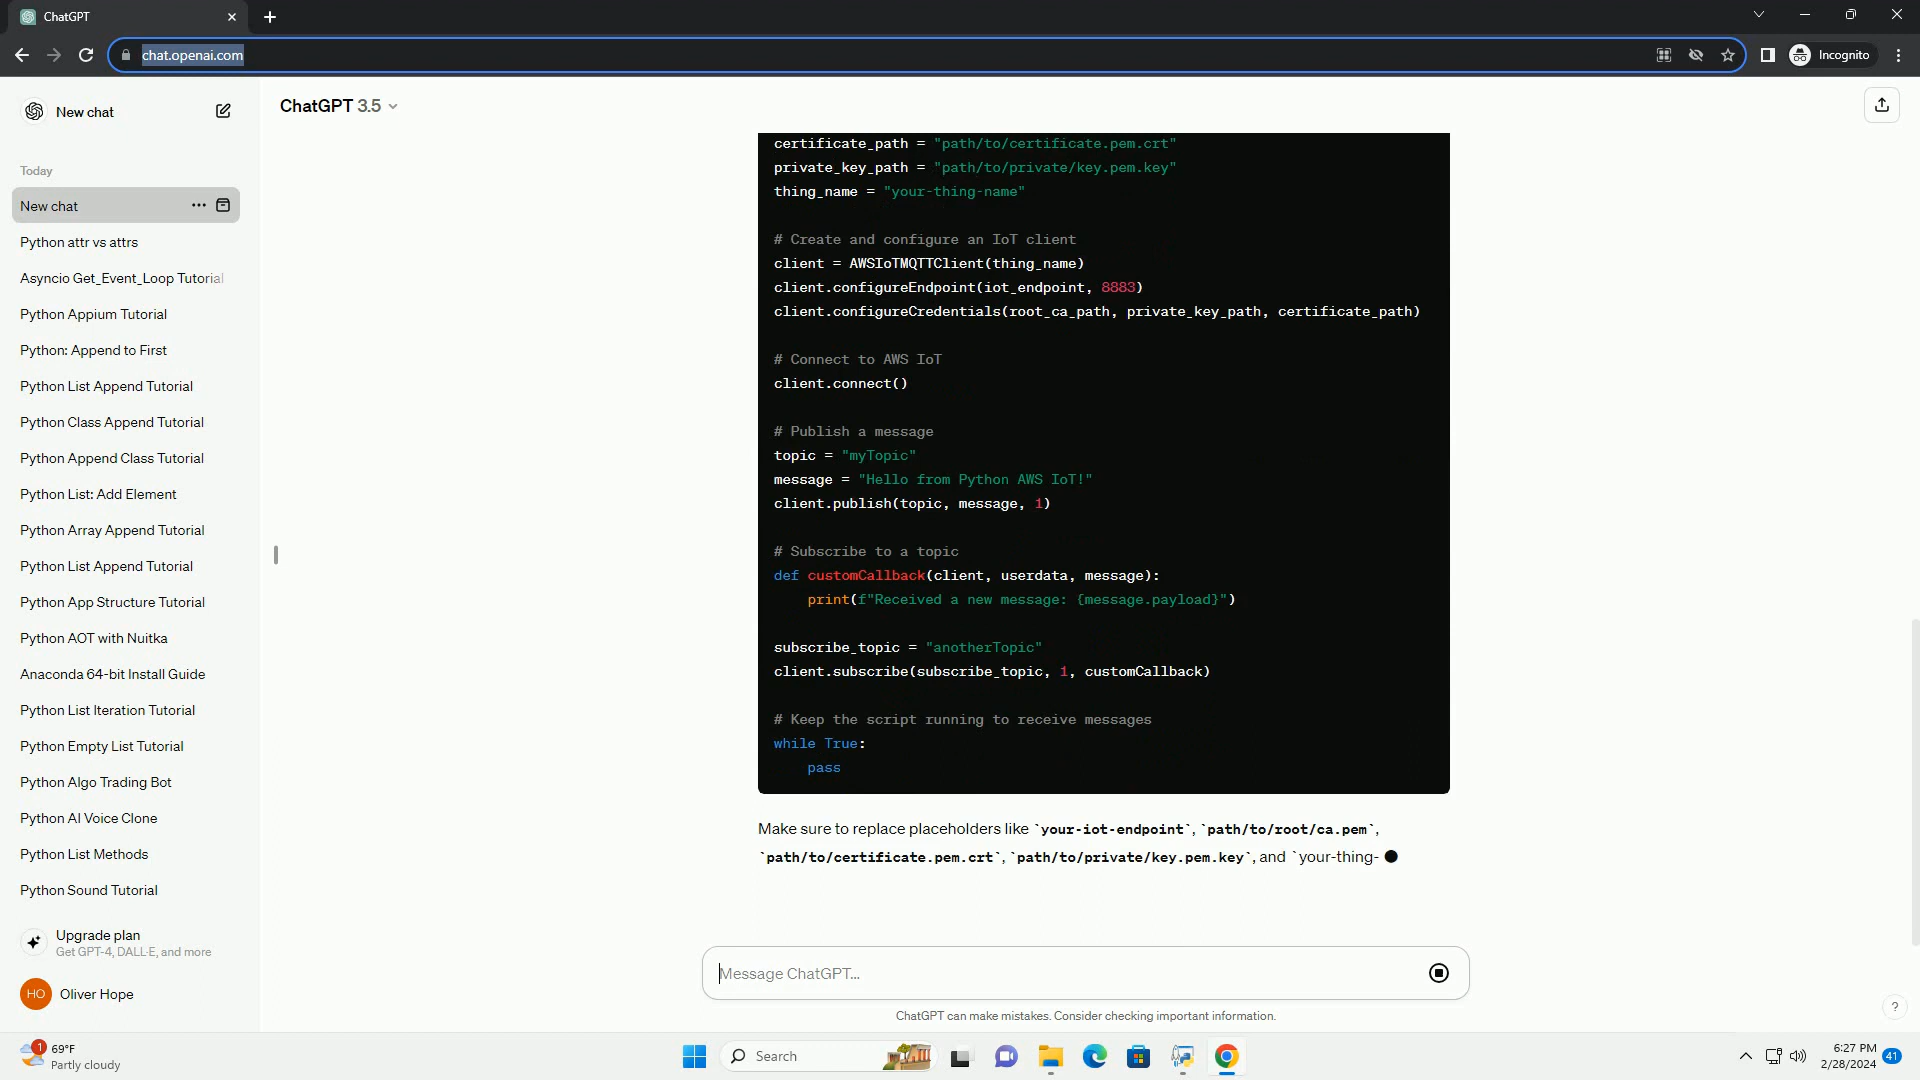 ChatGPT
chat.openai.com
Incognito
New chat
ChatGPT 3.5
Today
New chat
Python attr vs attrs
Asyncio Get_Event_Loop Tutorial
Python Appium Tutorial
Python: Append to First
Python List Append Tutorial
Python Class Append Tutorial
Python Append Class Tutorial
Python List: Add Element
Python Array Append Tutorial
Python List Append Tutorial
Python App Structure Tutorial
Python AOT with Nuitka
Anaconda 64-bit Install Guide
Python List Iteration Tutorial
Python Empty List Tutorial
Python Algo Trading Bot
Python AI Voice Clone
Python List Methods
Python Sound Tutorial
Upgrade plan
Get GPT-4, DALL·E, and more
HO Oliver Hope
certificate_path = "path/to/certificate.pem.crt"
private_key_path = "path/to/private/key.pem.key"
thing_name = "your-thing-name"
# Create and configure an IoT client
client = AWSIoTMQTTClient(thing_name)
client.configureEndpoint(iot_endpoint, 8883)
client.configureCredentials(root_ca_path, private_key_path, certificate_path)
# Connect to AWS IoT
client.connect()
# Publish a message
topic = "myTopic"
message = "Hello from Python AWS IoT!"
client.publish(topic, message, 1)
# Subscribe to a topic
def customCallback(client, userdata, message):
    print(f"Received a new message: {message.payload}")
subscribe_topic = "anotherTopic"
client.subscribe(subscribe_topic, 1, customCallback)
# Keep the script running to receive messages
while True:
    pass
Make sure to replace placeholders like `your-iot-endpoint`, `path/to/root/ca.pem`,
`path/to/certificate.pem.crt`, `path/to/private/key.pem.key`, and `your-thing-
Message ChatGPT...
ChatGPT can make mistakes. Consider checking important information.
?
1
69°F
Partly cloudy
Search
6:27 PM
2/28/2024
41